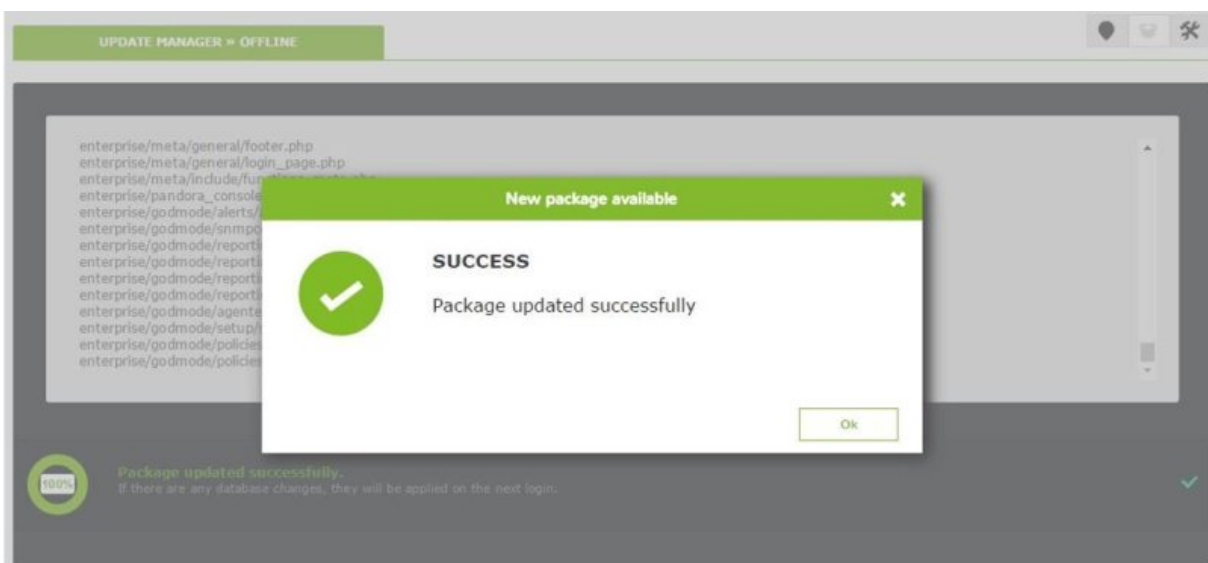 UPDATE MANAGER » OFFLINE
enterprise/meta/general/footer.php
enterprise/meta/general/login_page.php
enterprise/meta/include/
enterprise/pandora_console
enterprise/godmode/alerts/
enterprise/godmode/snmpco
enterprise/godmode/reporti
enterprise/godmode/reporti
enterprise/godmode/reporti
enterprise/godmode/reporti
enterprise/godmode/agente
enterprise/godmode/setup/
enterprise/godmode/policies
enterprise/godmode/policies
New package available
SUCCESS
Package updated successfully
Ok
100%
Package updated successfully.
If there are any database changes, they will be applied on the next login.